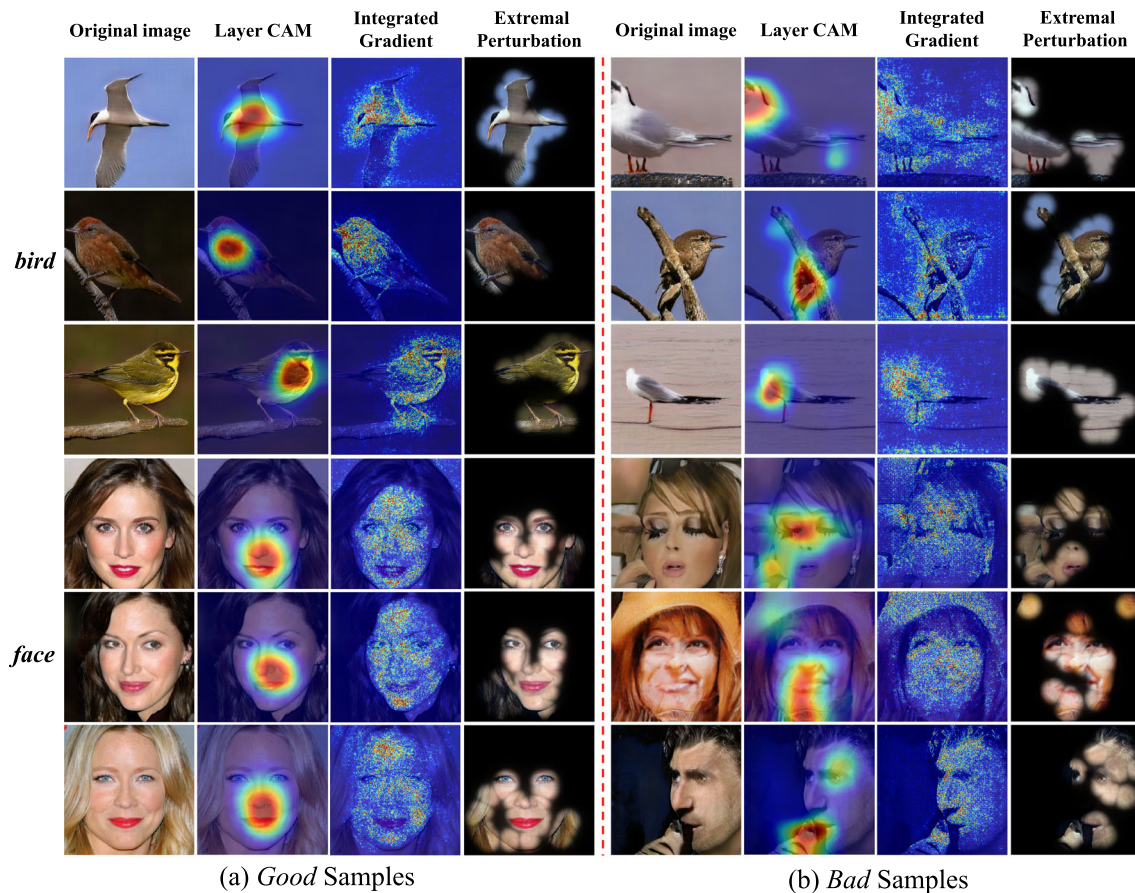 Original image Layer CAM Integrated Gradient Extremal Perturbation Original image Layer CAM Integrated Gradient Extremal Perturbation
bird
face
(a) Good Samples
(b) Bad Samples